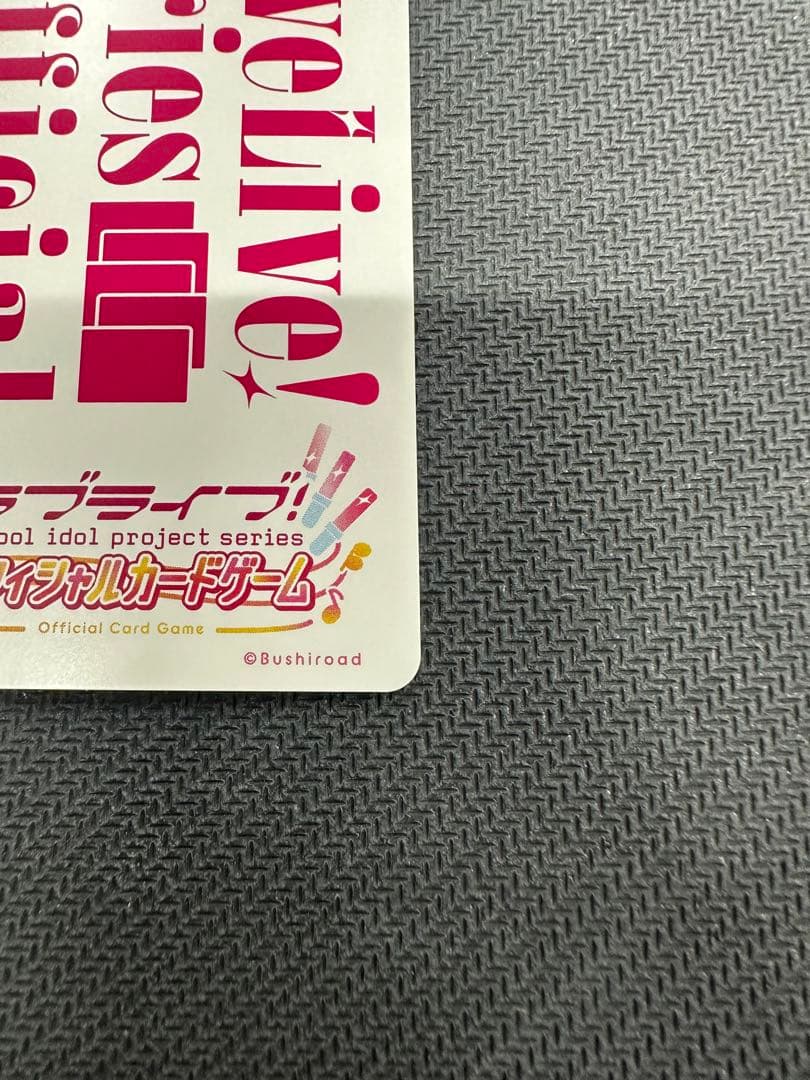 veLive!
ries
fficial
ラブライブ!
ool idol project series
ィシャルカードゲーム
Official Card Game
©Bushiroad